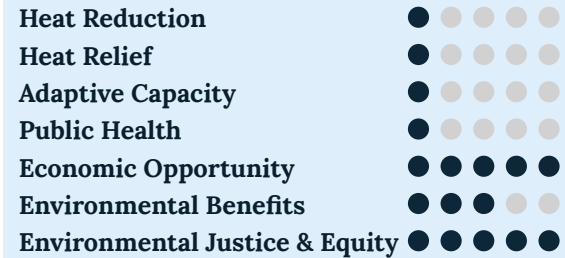 Heat Reduction
Heat Relief
Adaptive Capacity
Public Health
Economic Opportunity
Environmental Benefits
Environmental Justice & Equity